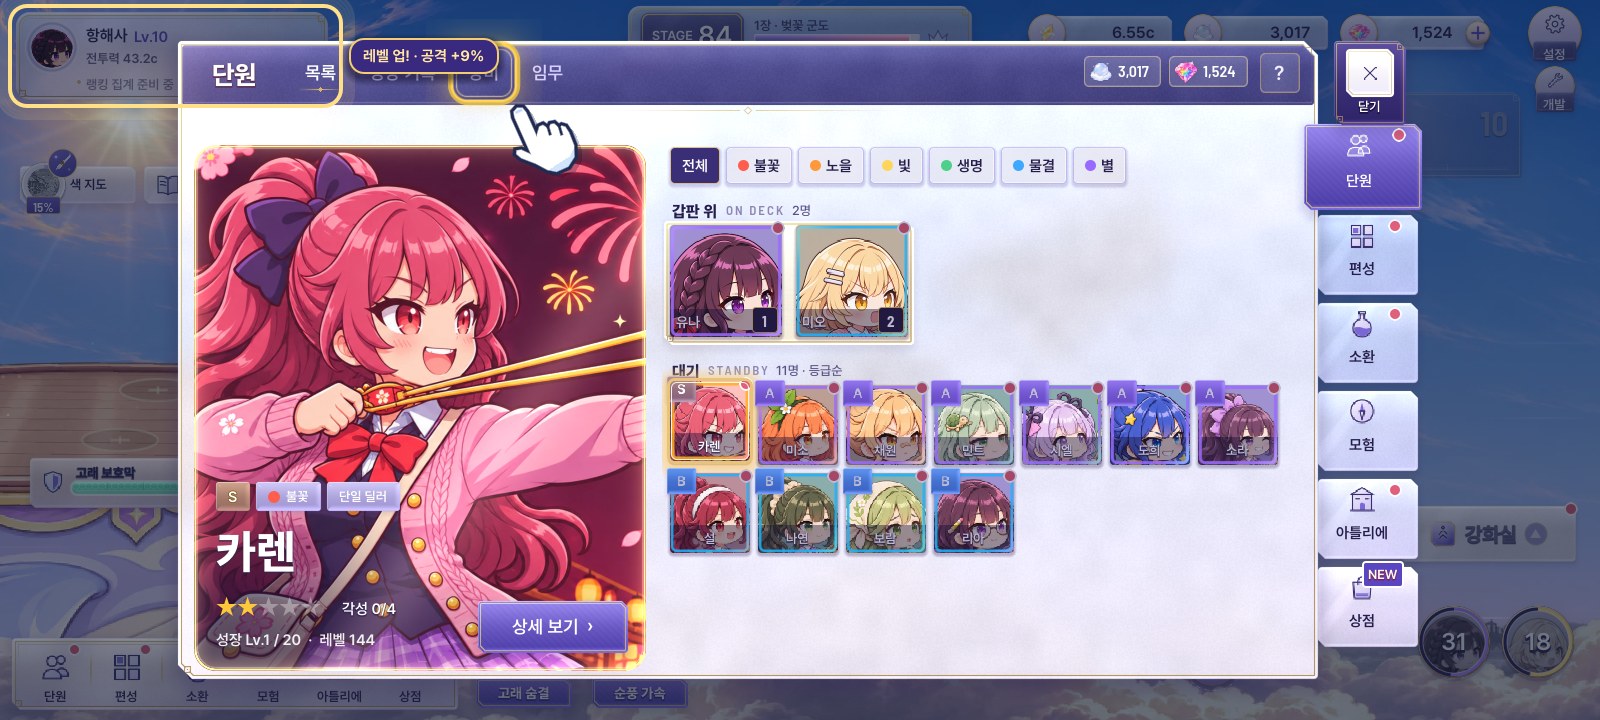 항해사 Lv.10
전투력 43.2c
* 랭킹 집계 준비 중
STAGE 84
1장 · 벚꽃 군도
6.55c
3,017
1,524
설정
개발
10
단원
목록
레벨 업! · 공격 +9%
임무
3,017
1,524
?
닫기
색 지도
15%
전체
불꽃
노을
빛
생명
물결
별
갑판 위 ON DECK 2명
유나 1
미오 2
대기 STANDBY 11명 · 등급순
S 카렌
A 미소
A 재원
A 민트
A 시엘
A 도희
A 소라
B 설
B 나연
B 보람
B 리아
S
불꽃
단일 딜러
카렌
각성 0/4
성장 Lv.1 / 20 · 레벨 144
상세 보기 ›
단원
편성
소환
모험
아틀리에
NEW
상점
고래 보호막
강화실
31
18
단원
편성
소환
모험
아틀리에
상점
고래 숨결
순풍 가속